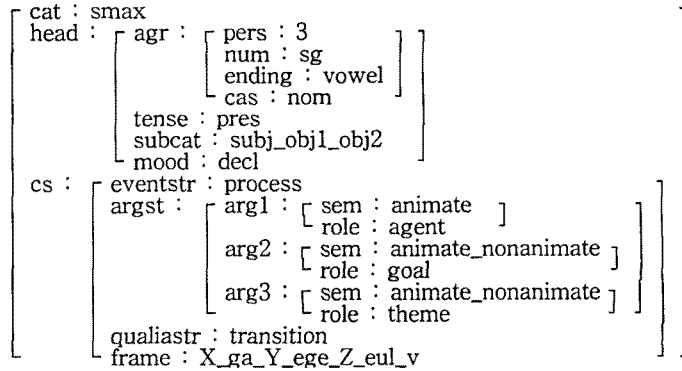 cat : smax
head : agr : pers : 3
num : sg
ending : vowel
cas : nom
tense : pres
subcat : subj_obj1_obj2
mood : decl
cs : eventstr : process
argst : arg1 : sem : animate
role : agent
arg2 : sem : animate_nonanimate
role : goal
arg3 : sem : animate_nonanimate
role : theme
qualiastr : transition
frame : X_ga_Y_ege_Z_eul_v